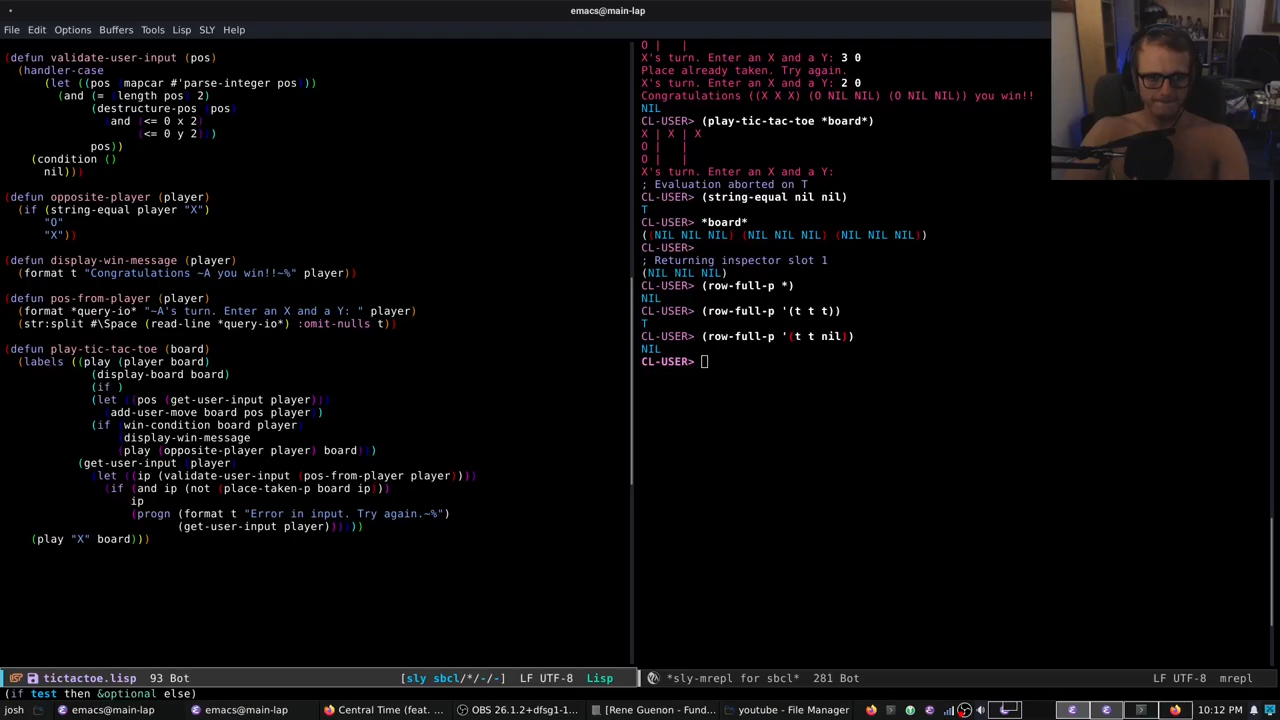 emacs@main-lap
File Edit Options Buffers Tools Lisp SLY Help
(defun validate-user-input (pos)
(handler-case
(let ((pos (mapcar #'parse-integer pos)))
(and (= (length pos) 2)
(destructure-pos (pos)
(and (<= 0 x 2)
(<= 0 y 2)))
pos))
(condition ()
nil)))
(defun opposite-player (player)
(if (string-equal player "X")
"O"
"X"))
(defun display-win-message (player)
(format t "Congratulations ~A you win!!~%" player))
(defun pos-from-player (player)
(format *query-io* "~A's turn. Enter an X and a Y: " player)
(str:split #\Space (read-line *query-io*) :omit-nulls t))
(defun play-tic-tac-toe (board)
(labels ((play (player board)
(display-board board)
(if )
(let ((pos (get-user-input player)))
(add-user-move board pos player))
(if (win-condition board player)
(display-win-message
(play (opposite-player player) board)))
(get-user-input (player)
(let ((ip (validate-user-input (pos-from-player player))))
(if (and ip (not (place-taken-p board ip)))
ip
(progn (format t "Error in input. Try again.~%")
(get-user-input player))))))
(play "X" board)))
O | |
X's turn. Enter an X and a Y: 3 0
Place already taken. Try again.
X's turn. Enter an X and a Y: 2 0
Congratulations ((X X X) (O NIL NIL) (O NIL NIL)) you win!!
NIL
CL-USER> (play-tic-tac-toe *board*)
X | X | X
O | |
O | |
X's turn. Enter an X and a Y:
; Evaluation aborted on T
CL-USER> (string-equal nil nil)
T
CL-USER> *board*
((NIL NIL NIL) (NIL NIL NIL) (NIL NIL NIL))
CL-USER>
; Returning inspector slot 1
(NIL NIL NIL)
CL-USER> (row-full-p *)
NIL
CL-USER> (row-full-p '(t t t))
T
CL-USER> (row-full-p '(t t nil))
NIL
CL-USER>
tictactoe.lisp 93 Bot [sly sbcl/*/-/-] LF UTF-8 Lisp
*sly-mrepl for sbcl* 281 Bot LF UTF-8 mrepl
(if test then &optional else)
josh emacs@main-lap emacs@main-lap Central Time (feat. ... OBS 26.1.2+dfsg1-1... [Rene Guenon - Fund... youtube - File Manager 10:12 PM